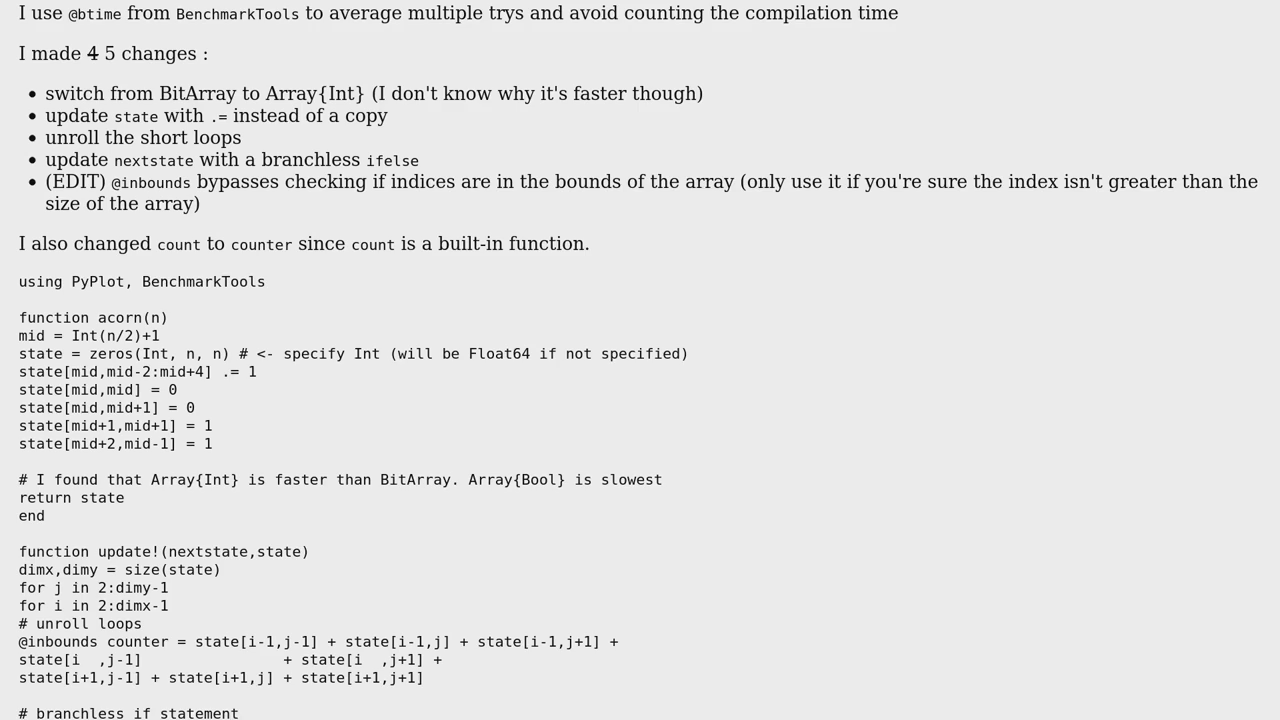 I use @btime from BenchmarkTools to average multiple trys and avoid counting the compilation time
I made 4 5 changes :
• switch from BitArray to Array{Int} (I don't know why it's faster though)
• update state with .= instead of a copy
• unroll the short loops
• update nextstate with a branchless ifelse
• (EDIT) @inbounds bypasses checking if indices are in the bounds of the array (only use it if you're sure the index isn't greater than the
size of the array)
I also changed count to counter since count is a built-in function.
using PyPlot, BenchmarkTools
function acorn(n)
mid = Int(n/2)+1
state = zeros(Int, n, n) # <- specify Int (will be Float64 if not specified)
state[mid,mid-2:mid+4] .= 1
state[mid,mid] = 0
state[mid,mid+1] = 0
state[mid+1,mid+1] = 1
state[mid+2,mid-1] = 1
# I found that Array{Int} is faster than BitArray. Array{Bool} is slowest
return state
end
function update!(nextstate,state)
dimx,dimy = size(state)
for j in 2:dimy-1
for i in 2:dimx-1
# unroll loops
@inbounds counter = state[i-1,j-1] + state[i-1,j] + state[i-1,j+1] +
state[i  ,j-1]                + state[i  ,j+1] +
state[i+1,j-1] + state[i+1,j] + state[i+1,j+1]
# branchless if statement